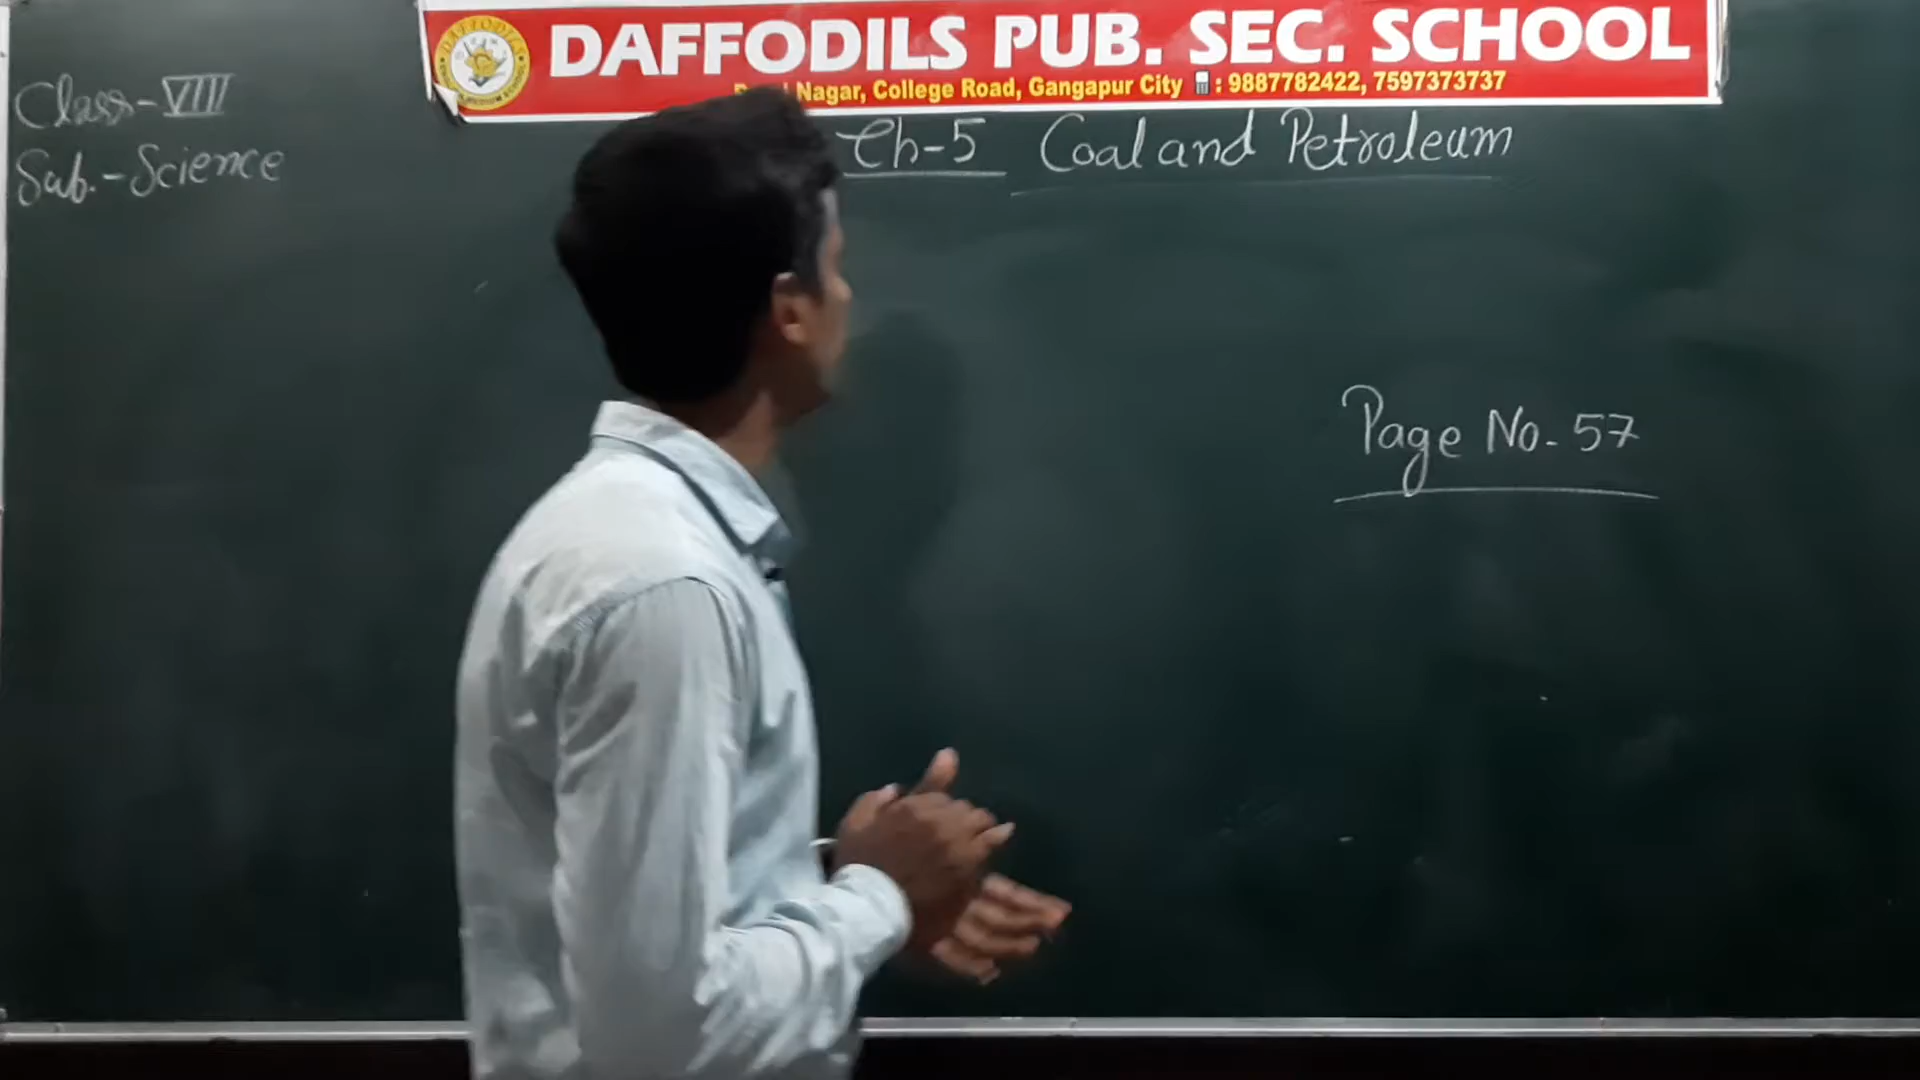 DAFFODILS PUB. SEC. SCHOOL
Nagar, College Road, Gangapur City : 9887782422, 7597373737
Class-VIII
Sub.-Science
Ch-5 Coal and Petroleum
Page No.-57